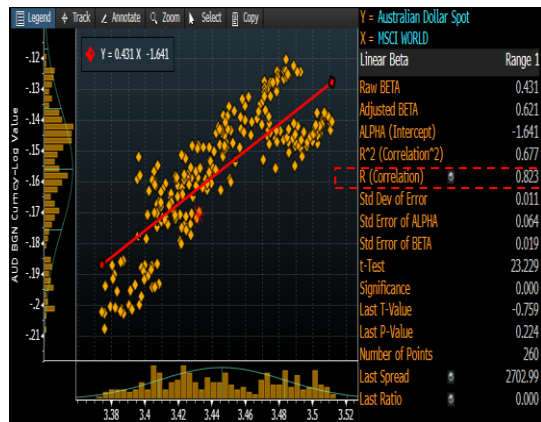 Legend Track Annotate Zoom Select Copy
Y = Australian Dollar Spot
X = MSCI WORLD
Linear Beta Range 1
Y = 0.431 X -1.641
Raw BETA 0.431
Adjusted BETA 0.621
ALPHA (Intercept) -1.641
R^2 (Correlation^2) 0.677
R (Correlation) 0.823
Std Dev of Error 0.011
Std Error of ALPHA 0.064
Std Error of BETA 0.019
t-Test 23.229
Significance 0.000
Last T-Value -0.759
Last P-Value 0.224
Number of Points 260
Last Spread 2702.99
Last Ratio 0.000
AUD BGN Curncy-Log Value
-.12
-.13
-.14
-.15
-.16
-.17
-.18
-.19
-.2
-.21
3.38 3.4 3.42 3.44 3.46 3.48 3.5 3.52